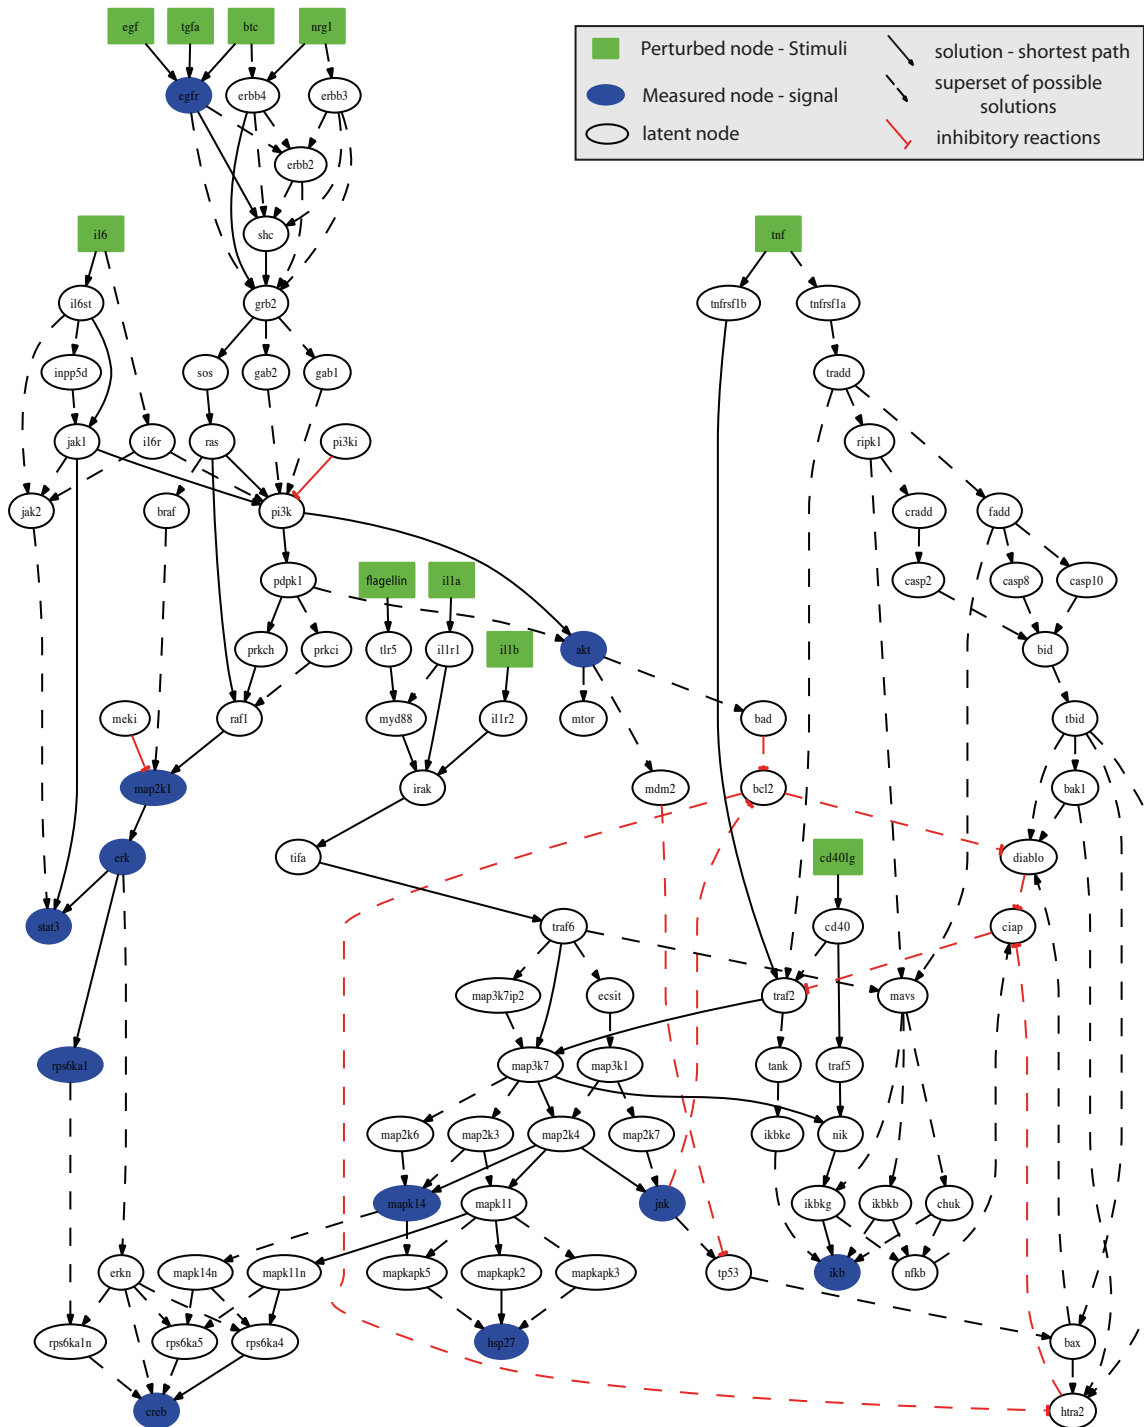 egf tgfa btc nrg1
Perturbed node - Stimuli
solution - shortest path
egfr erbb4 erbb3
Measured node - signal
superset of possible
solutions
latent node
inhibitory reactions
erbb2
il6 shc tnf
il6st grb2 tnfrsf1b tnfrsf1a
inpp5d sos gab2 gab1 tradd
jak1 il6r ras pi3ki ripk1
jak2 braf pi3k cradd fadd
pdpk1 flagellin il1a casp2 casp8 casp10
prkch prkci tlr5 il1r1 il1b akt bid
meki raf1 myd88 il1r2 mtor bad tbid
map2k1 irak mdm2 bcl2 bak1
erk tifa cd40lg diablo
stat3 traf6 cd40 ciap
map3k7ip2 ecsit traf2 mavs
rps6ka1 map3k7 map3k1 tank traf5
map2k6 map2k3 map2k4 map2k7 ikbke nik
mapk14 mapk11 jnk ikbkg ikbkb chuk
erkn mapk14n mapk11n mapkapk5 mapkapk2 mapkapk3 tp53 ikb nfkb
rps6ka1n rps6ka5 rps6ka4 hsp27 bax
creb htra2